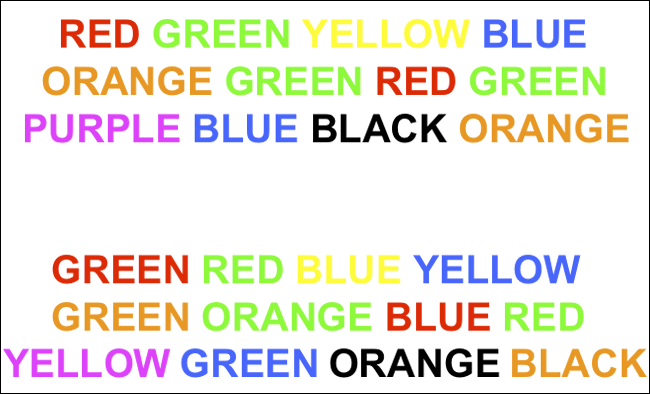 RED GREEN YELLOW BLUE
ORANGE GREEN RED GREEN
PURPLE BLUE BLACK ORANGE
GREEN RED BLUE YELLOW
GREEN ORANGE BLUE RED
YELLOW GREEN ORANGE BLACK